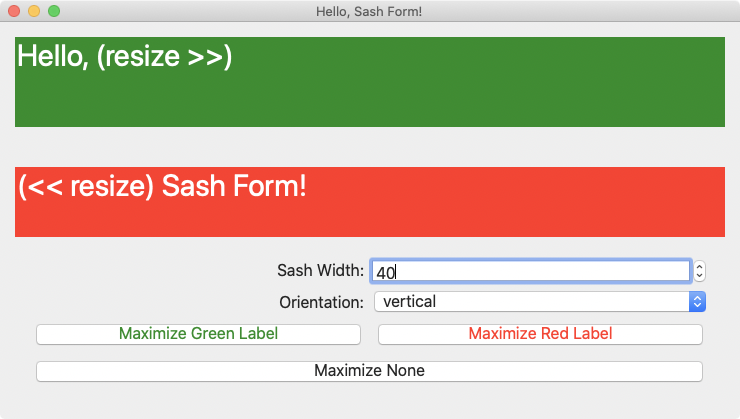 Hello, Sash Form!
Hello, (resize >>)
(<< resize) Sash Form!
Sash Width: 40
Orientation: vertical
Maximize Green Label Maximize Red Label
Maximize None